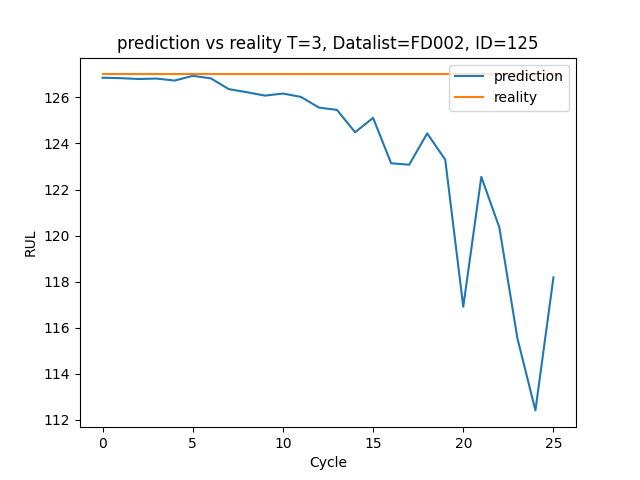 prediction vs reality T=3, Datalist=FD002, ID=125
prediction
reality
RUL
126
124
122
120
118
116
114
112
0 5 10 15 20 25
Cycle